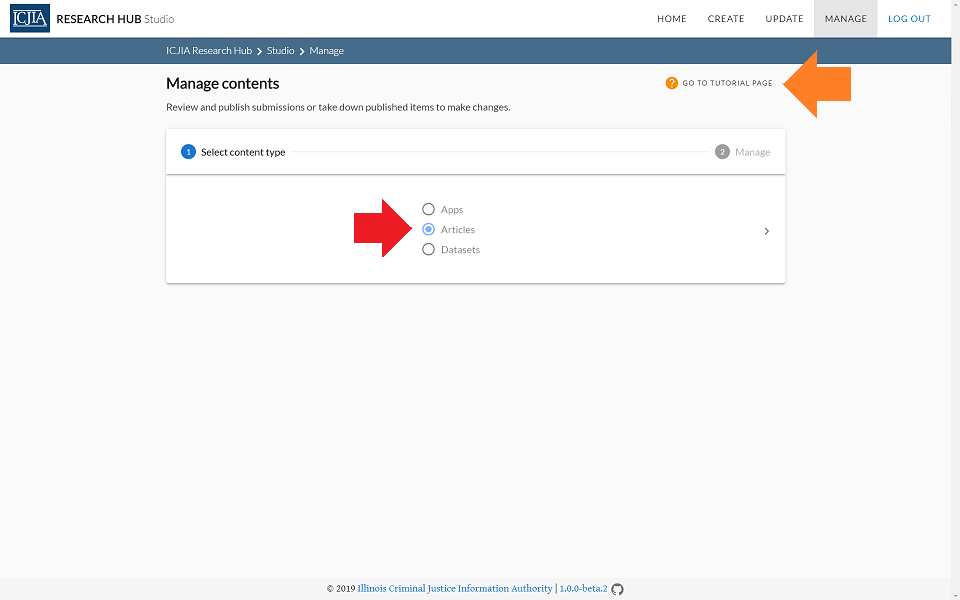 ICJIA RESEARCH HUB Studio HOME CREATE UPDATE MANAGE LOG OUT
ICJIA Research Hub Studio Manage
Manage contents ? GO TO TUTORIAL PAGE
Review and publish submissions or take down published items to make changes.
1 Select content type 2 Manage
Apps
Articles
Datasets
© 2019 Illinois Criminal Justice Information Authority | 1.0.0-beta.2